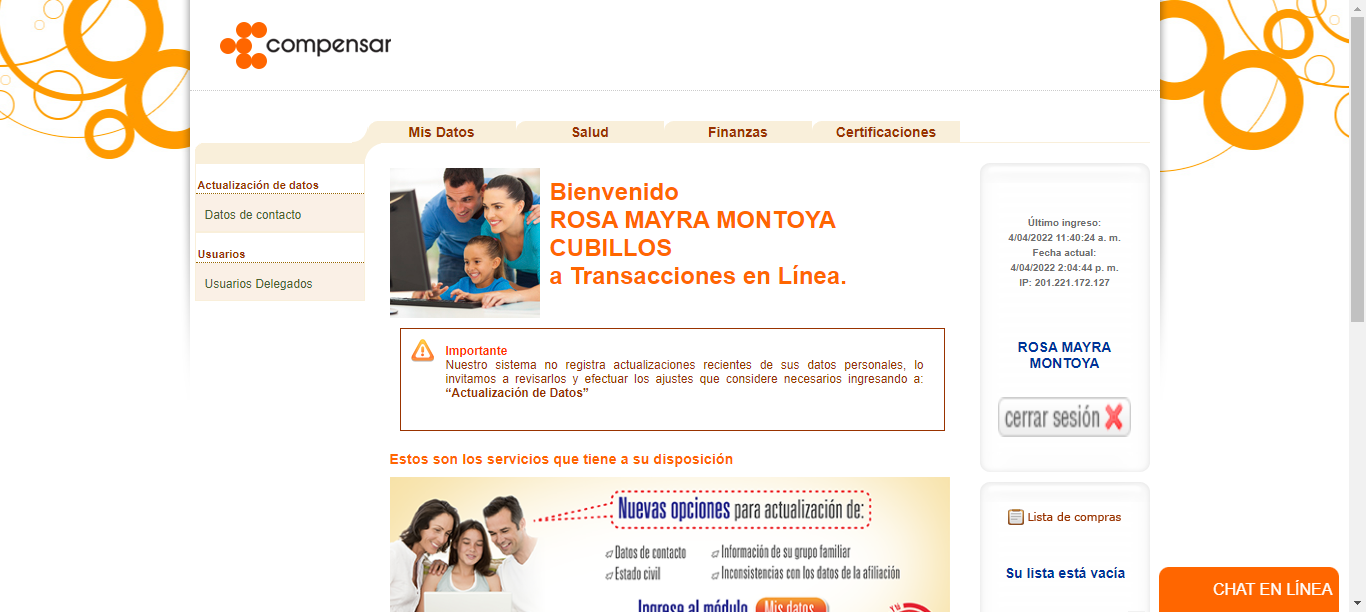 compensar
Mis Datos
Salud
Finanzas
Certificaciones
Actualización de datos
Datos de contacto
Usuarios
Usuarios Delegados
Bienvenido
ROSA MAYRA MONTOYA
CUBILLOS
a Transacciones en Línea.
Importante
Nuestro sistema no registra actualizaciones recientes de sus datos personales, lo
invitamos a revisarlos y efectuar los ajustes que considere necesarios ingresando a:
“Actualización de Datos”
Estos son los servicios que tiene a su disposición
Nuevas opciones para actualización de:
Datos de contacto
Información de su grupo familiar
Estado civil
Inconsistencias con los datos de la afiliación
Ingrese al módulo Mis datos
Último ingreso:
4/04/2022 11:40:24 a. m.
Fecha actual:
4/04/2022 2:04:44 p. m.
IP: 201.221.172.127
ROSA MAYRA
MONTOYA
cerrar sesión
Lista de compras
Su lista está vacía
CHAT EN LÍNEA